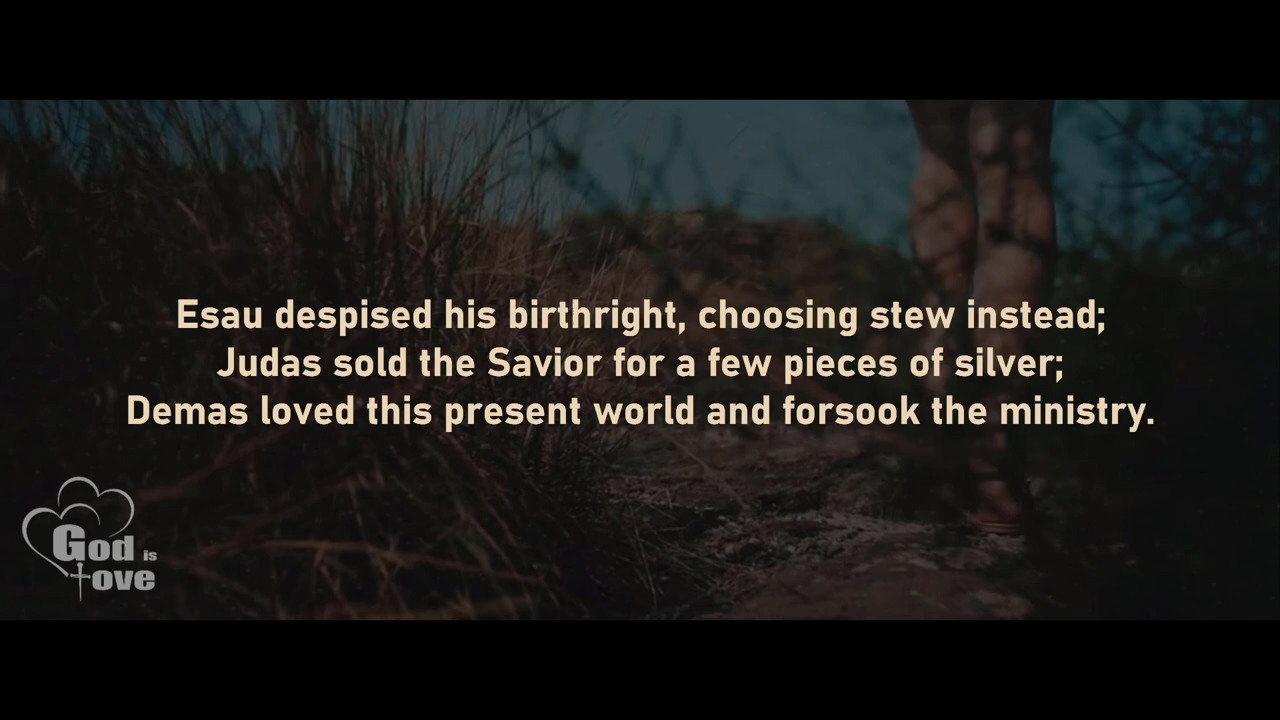 Esau despised his birthright, choosing stew instead;
Judas sold the Savior for a few pieces of silver;
Demas loved this present world and forsook the ministry.
God is
love